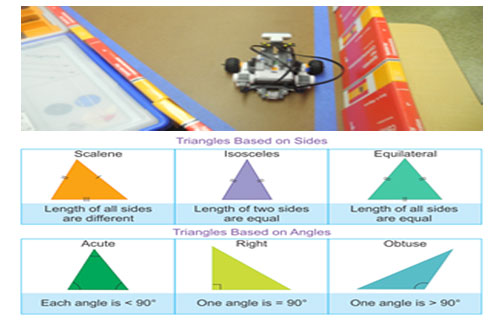 Triangles Based on Sides
Scalene
Isosceles
Equilateral
Length of all sides
are different
Length of two sides
are equal
Length of all sides
are equal
Triangles Based on Angles
Acute
Right
Obtuse
Each angle is < 90°
One angle is = 90°
One angle is > 90°